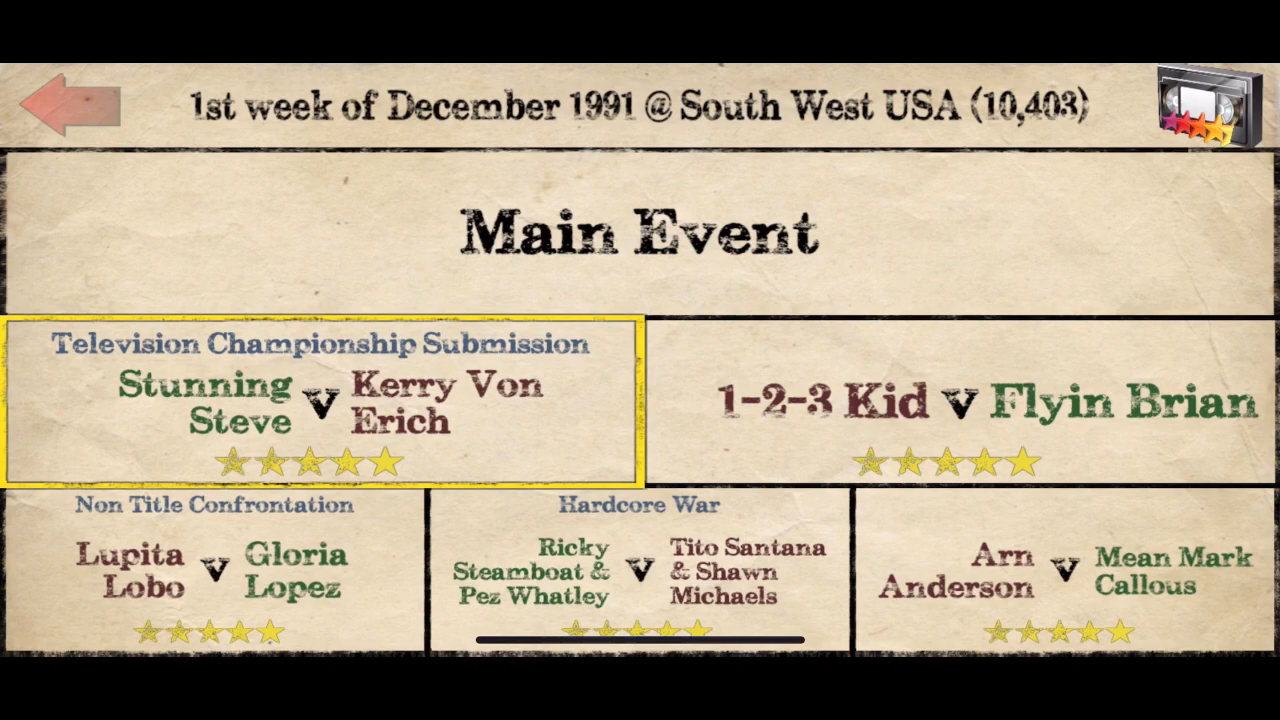 1st week of December 1991 @ South West USA (10,403)
Main Event
Television Championship Submission
Stunning Steve v Kerry Von Erich
1-2-3 Kid v Flyin Brian
Non Title Confrontation
Lupita Lobo v Gloria Lopez
Hardcore War
Ricky Steamboat & Pez Whatley v Tito Santana & Shawn Michaels
Arn Anderson v Mean Mark Callous